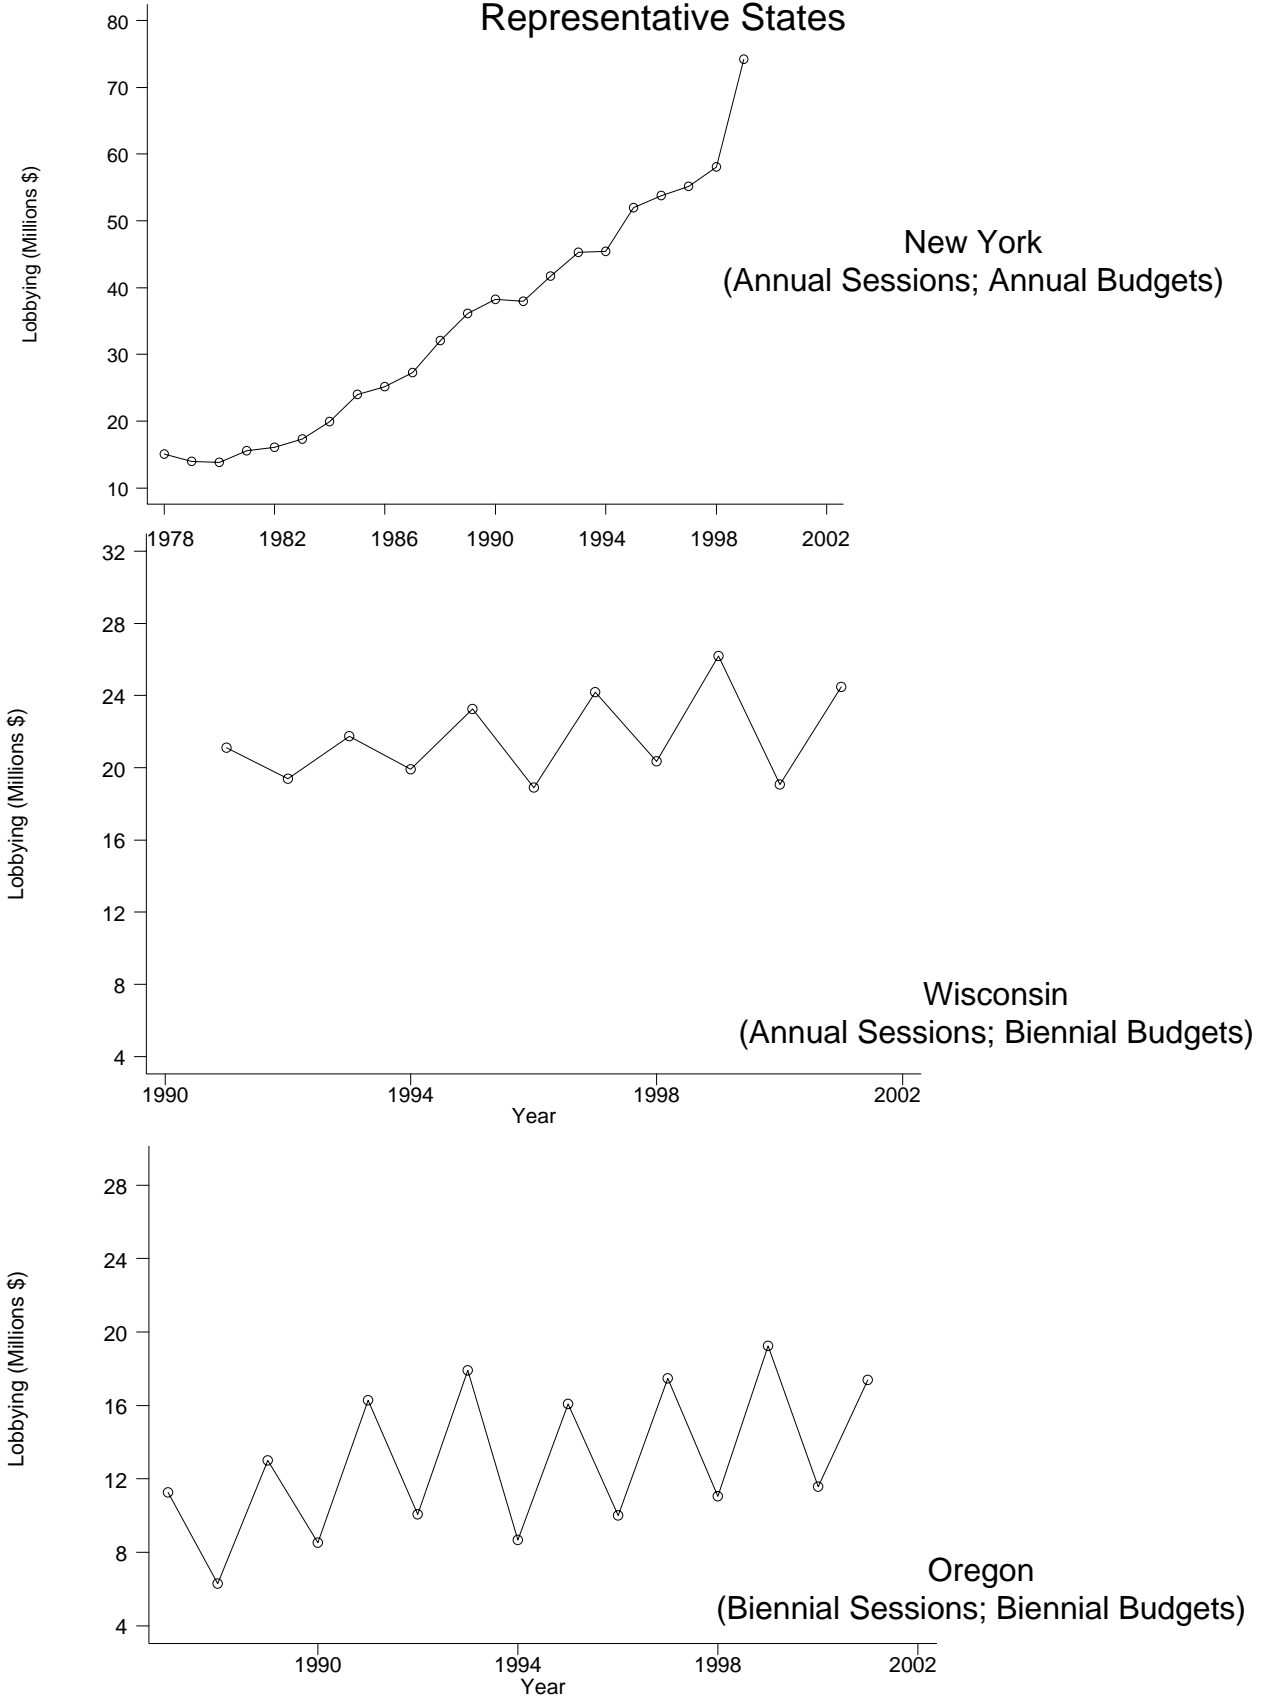 Representative States
80
70
60
50
40
30
20
10
Lobbying (Millions $)
New York
(Annual Sessions; Annual Budgets)
1978 1982 1986 1990 1994 1998 2002
32
28
24
20
16
12
8
4
Lobbying (Millions $)
Wisconsin
(Annual Sessions; Biennial Budgets)
1990 1994 1998 2002
Year
28
24
20
16
12
8
4
Lobbying (Millions $)
Oregon
(Biennial Sessions; Biennial Budgets)
1990 1994 1998 2002
Year